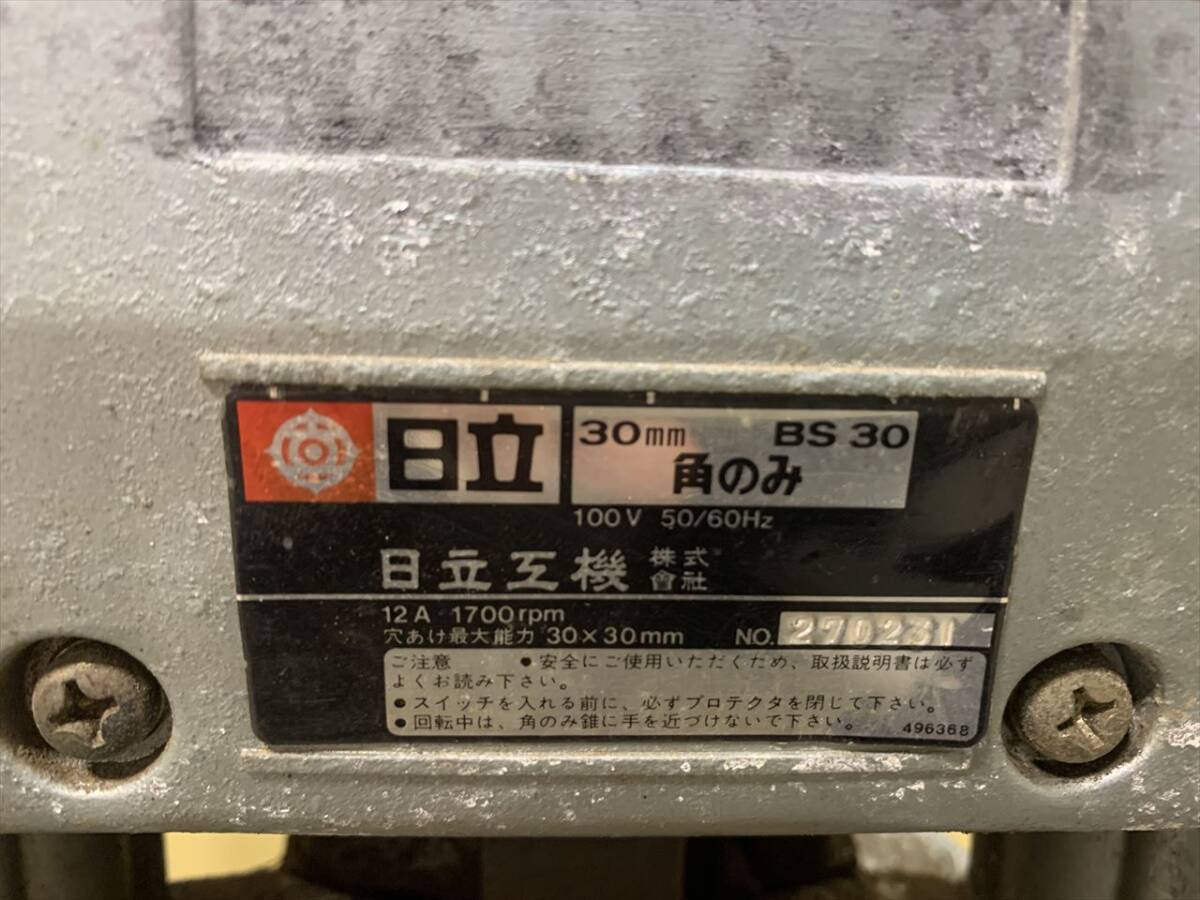 日立
30mm BS 30
角のみ
100V 50/60Hz
日立工機 株式會社
12A 1700rpm
穴あけ最大能力 30×30mm NO. 270231
ご注意 ●安全にご使用いただくため、取扱説明書は必ず
よくお読み下さい。
●スイッチを入れる前に、必ずプロテクタを閉じて下さい。
●回転中は、角のみ錐に手を近づけないで下さい。
496368